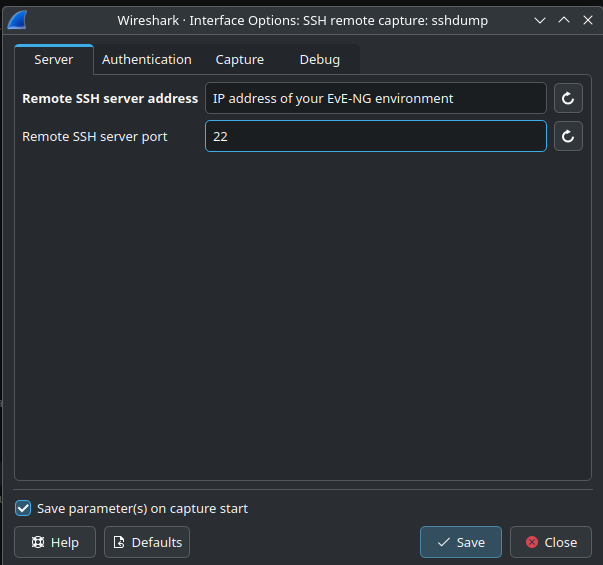 Wireshark · Interface Options: SSH remote capture: sshdump
Server Authentication Capture Debug
Remote SSH server address IP address of your EvE-NG environment
Remote SSH server port 22
Save parameter(s) on capture start
Help Defaults Save Close